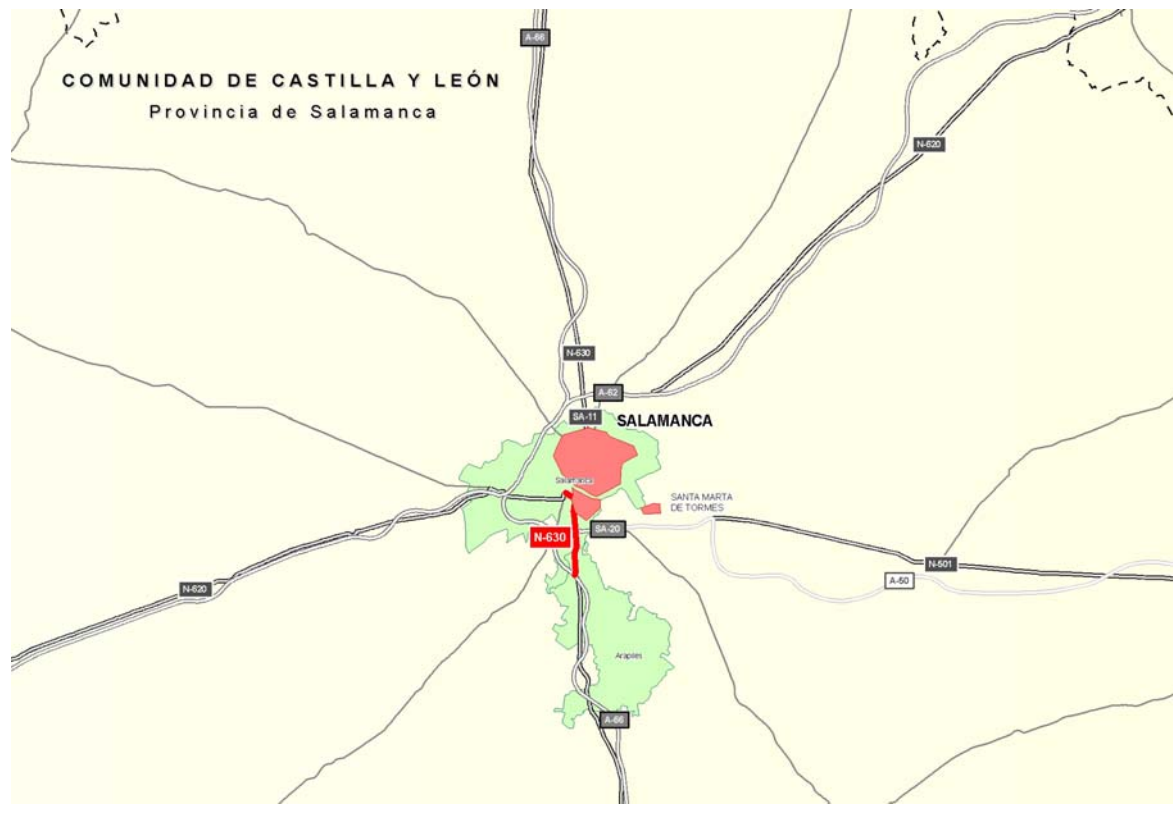 A-66
COMUNIDAD DE CASTILLA Y LEÓN
Provincia de Salamanca
N-620
N-630
A-62
SA-11
SALAMANCA
Salamanca
SANTA MARTA
DE TORMES
SA-20
N-630
N-501
A-50
N-620
Arapiles
A-66